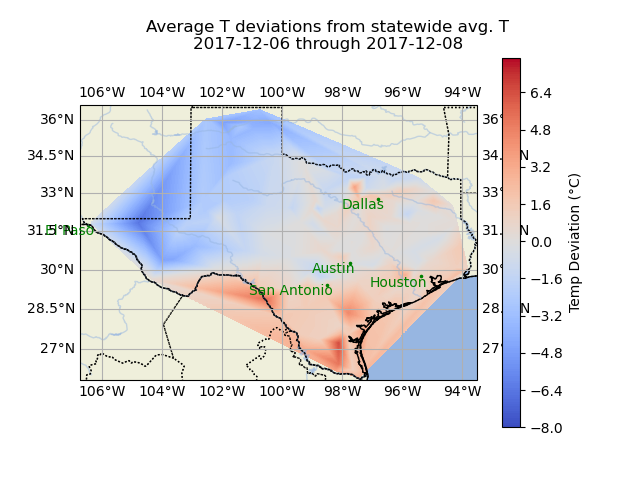 Average T deviations from statewide avg. T
2017-12-06 through 2017-12-08
106°W 104°W 102°W 100°W 98°W 96°W 94°W
36°N 36°
34.5°N 34. N
33°N 33°
31.5°N 31. N
30°N 30°
28.5°N 28. N
27°N 27°
El Paso
Dallas
Austin
San Antonio
Houston
106°W 104°W 102°W 100°W 98°W 96°W 94°W
6.4
4.8
3.2
1.6
0.0
−1.6
−3.2
−4.8
−6.4
−8.0
Temp Deviation (°C)